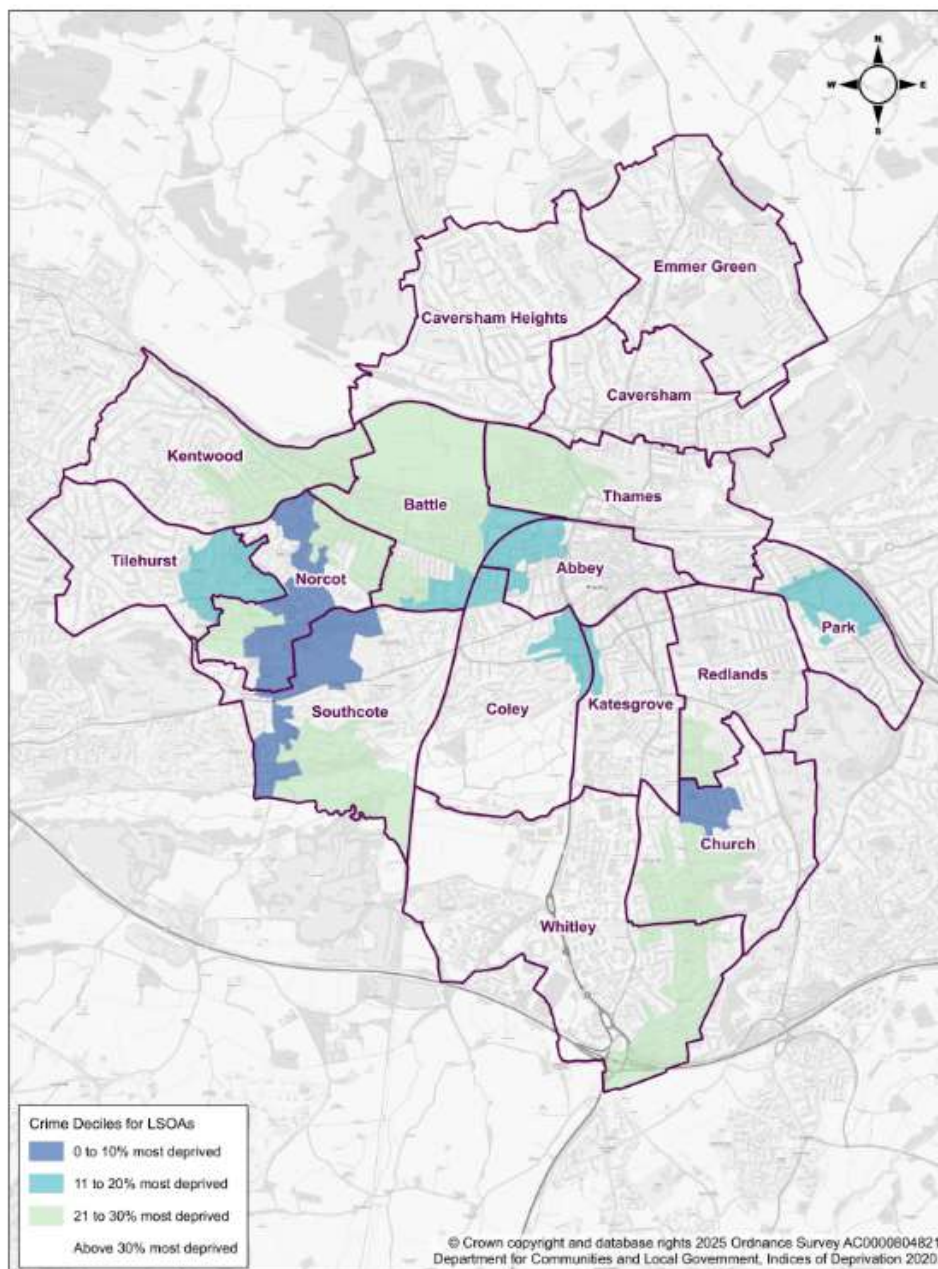 N
W
E
S
Emmer Green
Caversham Heights
Caversham
Kentwood
Battle
Thames
Tilehurst
Norcot
Abbey
Park
Redlands
Southcote
Coley
Katesgrove
Church
Whitley
Crime Deciles for LSOAs
0 to 10% most deprived
11 to 20% most deprived
21 to 30% most deprived
Above 30% most deprived
© Crown copyright and database rights 2025 Ordnance Survey AC0000804821
Department for Communities and Local Government, Indices of Deprivation 2020